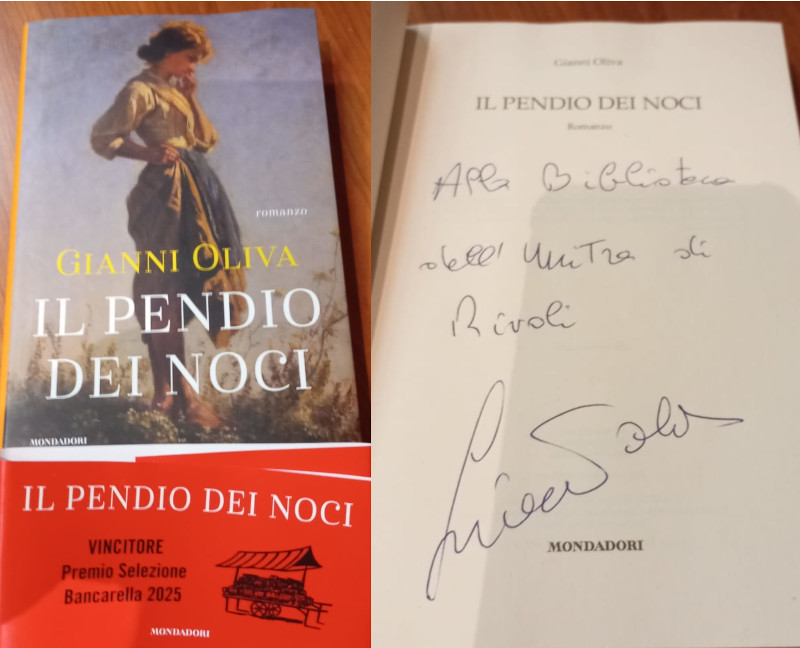 romanzo
GIANNI OLIVA
IL PENDIO
DEI NOCI
MONDADORI
IL PENDIO DEI NOCI
VINCITORE
Premio Selezione
Bancarella 2025
MONDADORI
Gianni Oliva
IL PENDIO DEI NOCI
Romanzo
Alla Biblioteca
dell'Unitre di
Rivoli
MONDADORI